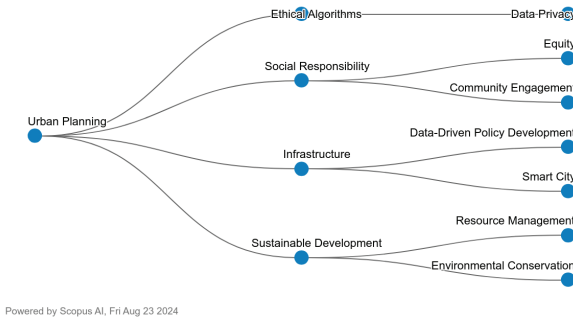 Ethical Algorithms
Data Privacy
Equity
Social Responsibility
Community Engagement
Urban Planning
Data-Driven Policy Development
Infrastructure
Smart City
Resource Management
Sustainable Development
Environmental Conservation
Powered by Scopus AI, Fri Aug 23 2024